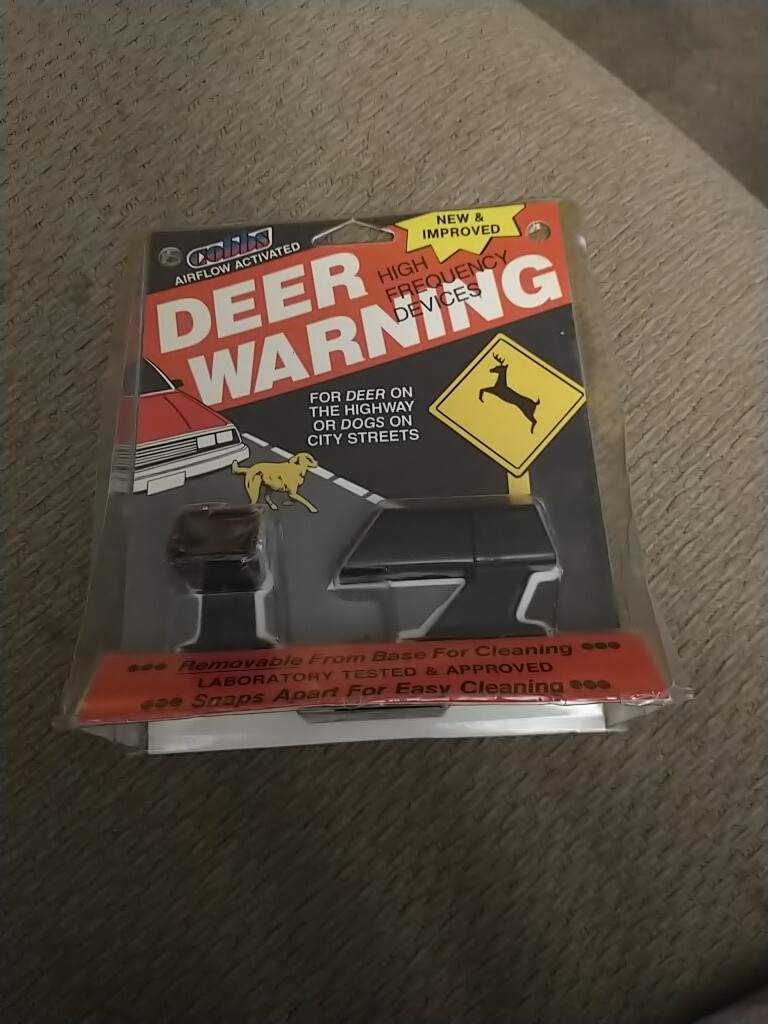 cobbs
AIRFLOW ACTIVATED
NEW &
IMPROVED
DEER
WARNING
HIGH
FREQUENCY
DEVICES
FOR DEER ON
THE HIGHWAY
OR DOGS ON
CITY STREETS
Removable From Base For Cleaning
LABORATORY TESTED & APPROVED
Snaps Apart For Easy Cleaning